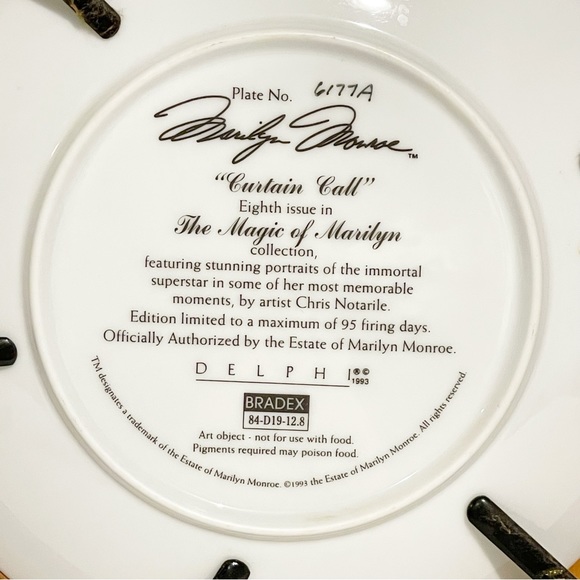 Plate No. 6177A
Marilyn Monroe ™
"Curtain Call"
Eighth issue in
The Magic of Marilyn
collection,
featuring stunning portraits of the immortal
superstar in some of her most memorable
moments, by artist Chris Notarile.
Edition limited to a maximum of 95 firing days.
Officially Authorized by the Estate of Marilyn Monroe.
DELPHI ®©
1993
BRADEX
84-D19-12.8
Art object - not for use with food.
Pigments required may poison food.
TM designates a trademark of the Estate of Marilyn Monroe. ©1993 the Estate of Marilyn Monroe. All rights reserved.